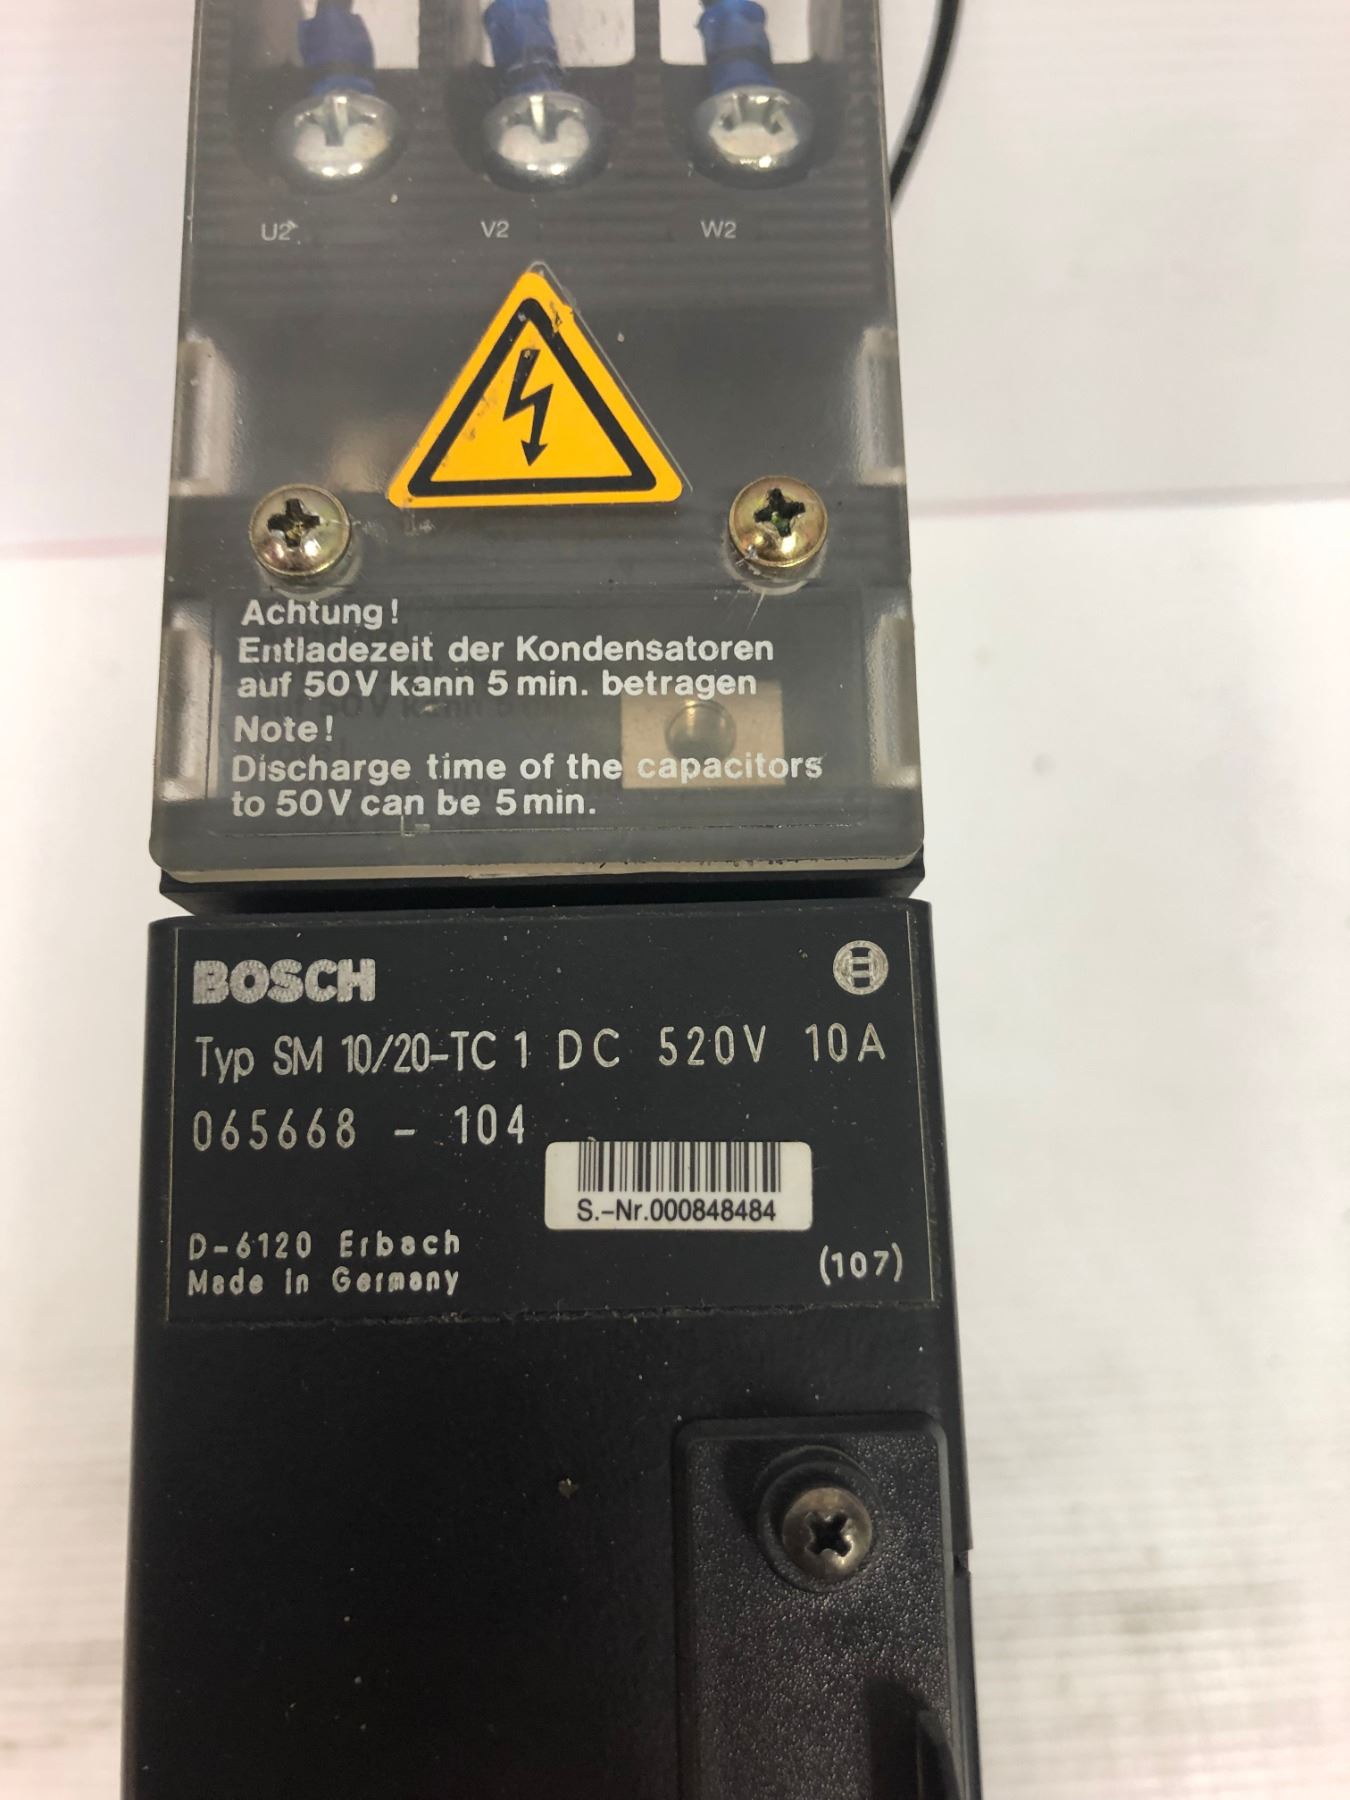 U2 V2 W2
Achtung!
Entladezeit der Kondensatoren
auf 50V kann 5 min. betragen
Note!
Discharge time of the capacitors
to 50V can be 5 min.
BOSCH
Typ SM 10/20-TC 1 DC 520V 10A
065668 - 104
S.-Nr.000848484
D-6120 Erbach
Made in Germany
(107)